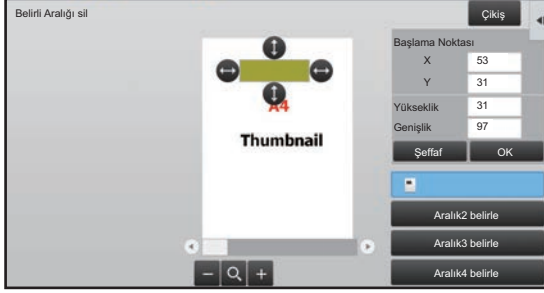 Belirli Aralığı sil
Çikiş
Başlama Noktası
X 53
Y 31
Yükseklik 31
Genişlik 97
Şeffaf OK
A4
Thumbnail
Aralık2 belirle
Aralık3 belirle
Aralık4 belirle